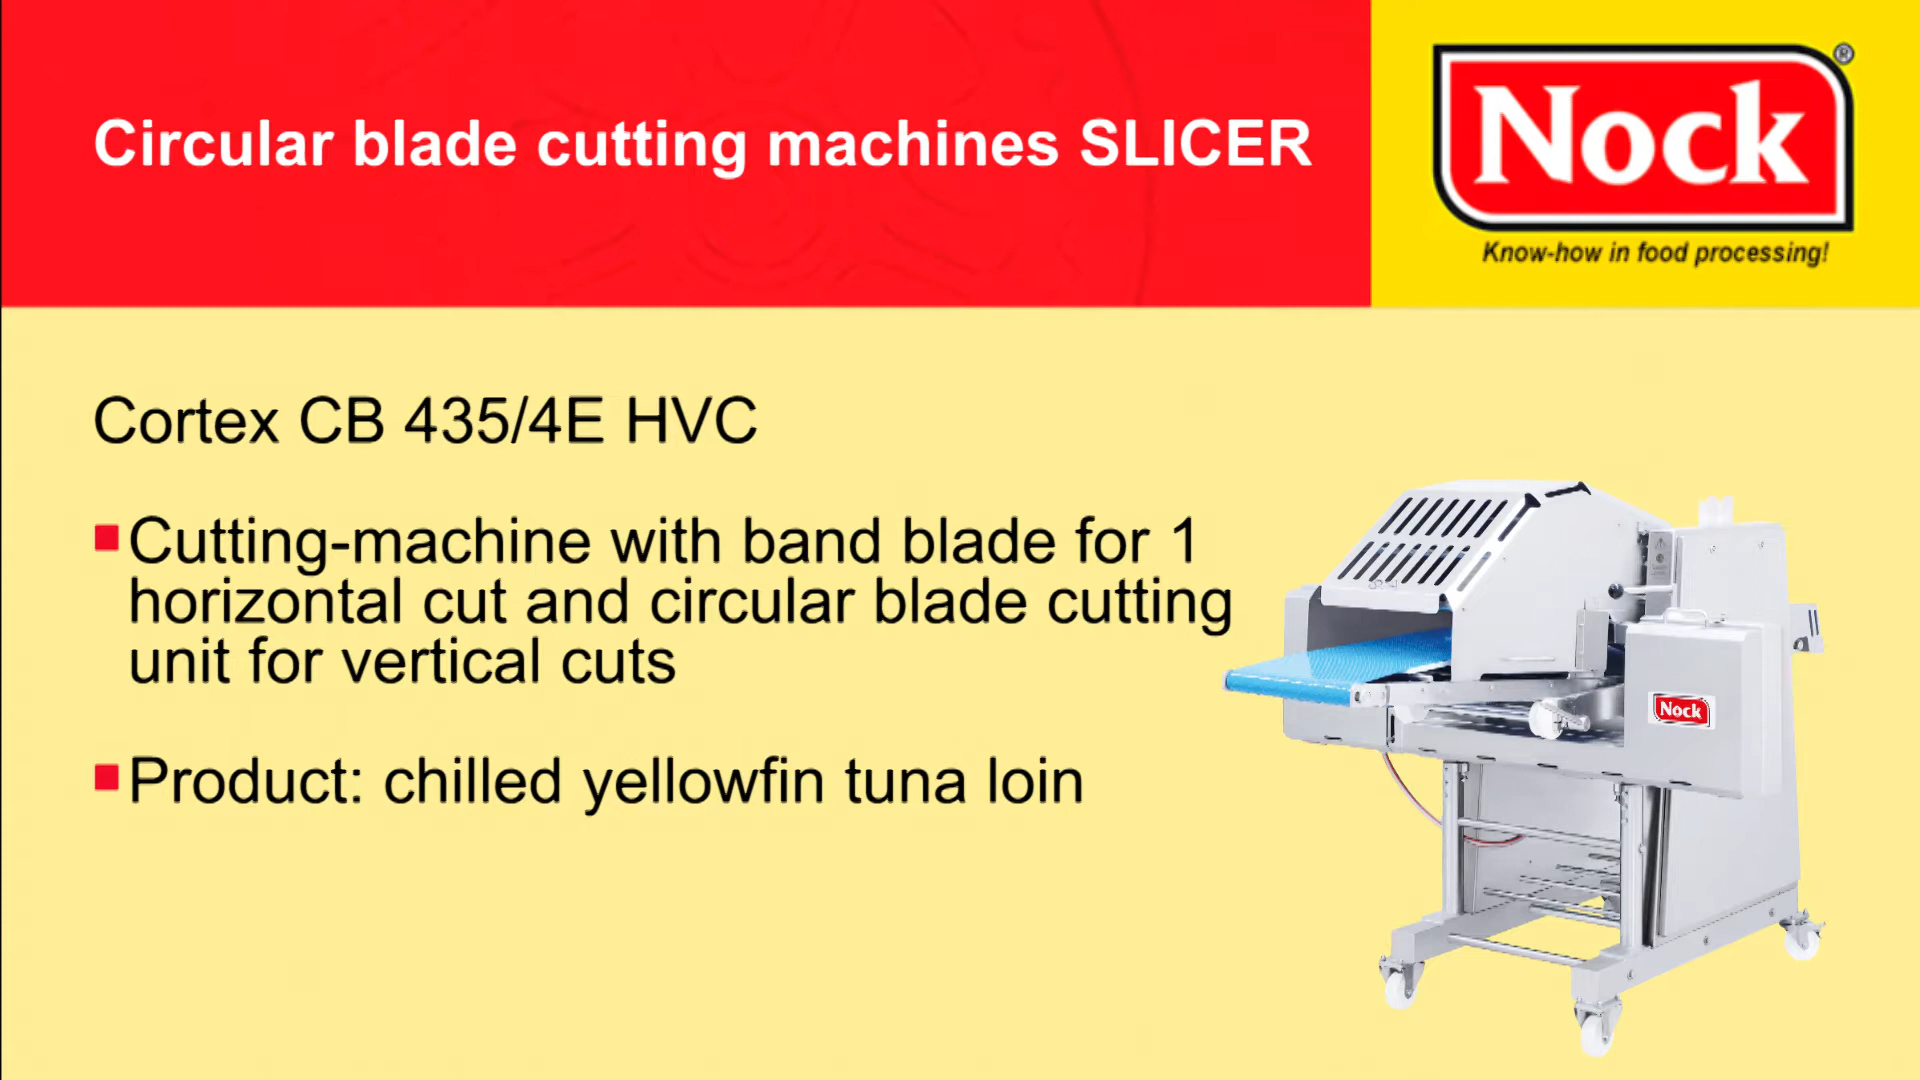 Circular blade cutting machines SLICER
Nock®
Know-how in food processing!
Cortex CB 435/4E HVC
Cutting-machine with band blade for 1
horizontal cut and circular blade cutting
unit for vertical cuts
Product: chilled yellowfin tuna loin
Nock